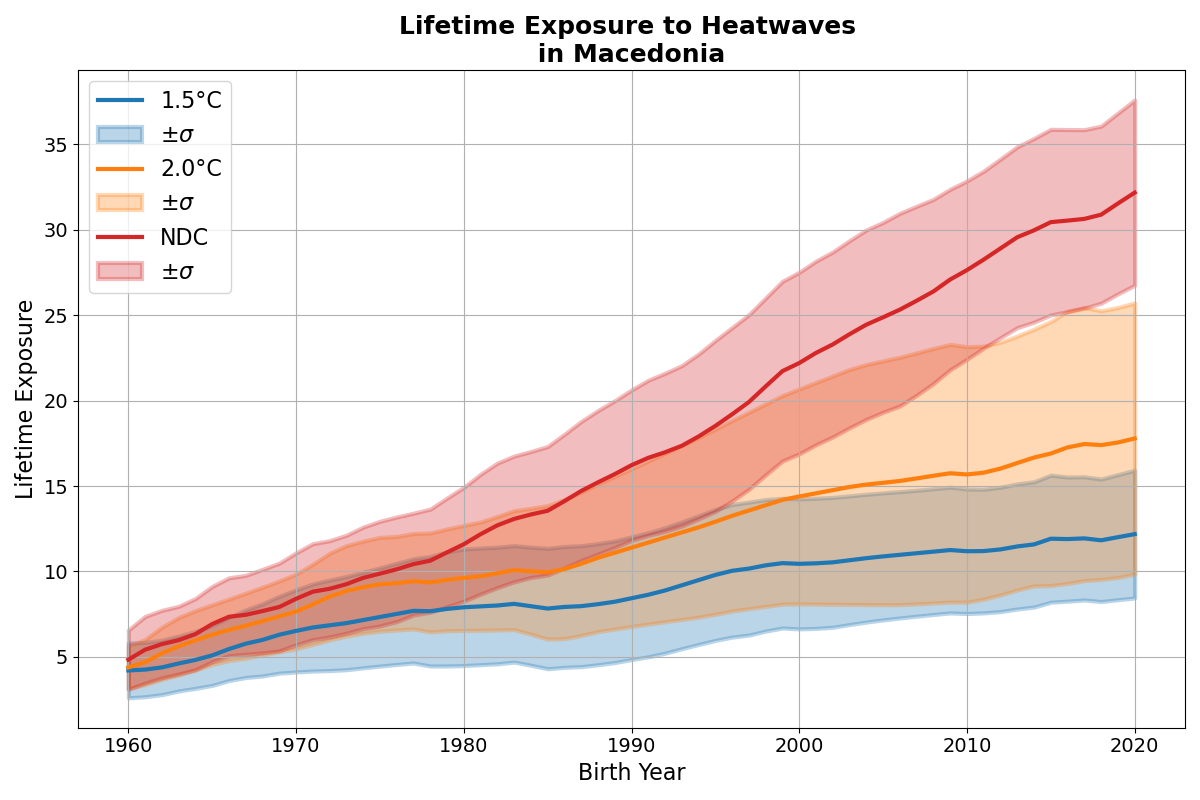 Lifetime Exposure to Heatwaves
in Macedonia
1.5°C
±σ
2.0°C
±σ
NDC
±σ
Lifetime Exposure
35
30
25
20
15
10
5
1960 1970 1980 1990 2000 2010 2020
Birth Year